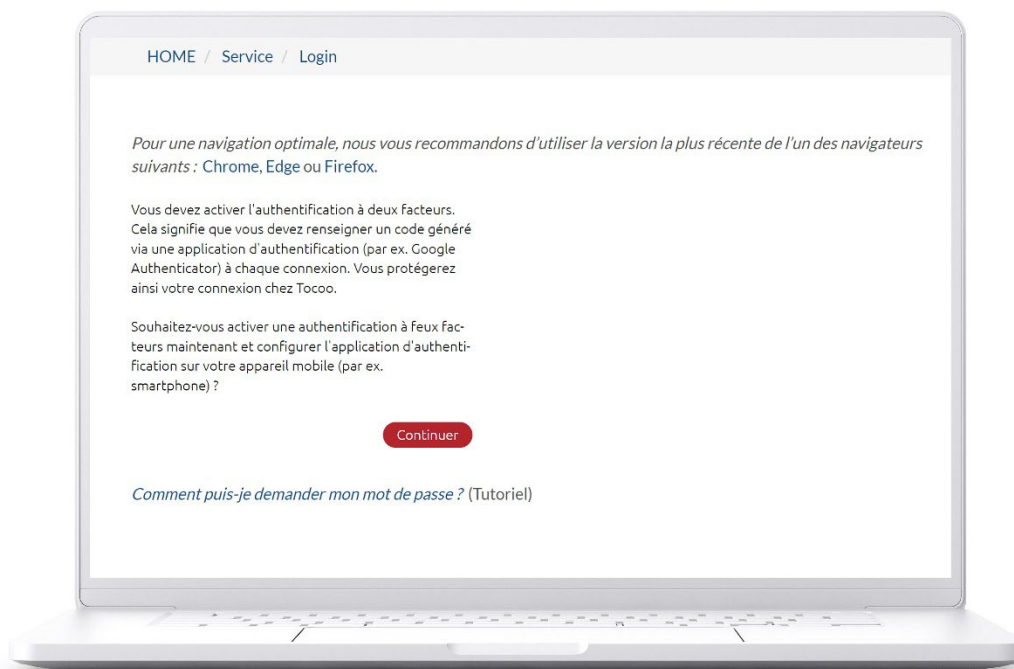 HOME / Service / Login
Pour une navigation optimale, nous vous recommandons d'utiliser la version la plus récente de l'un des navigateurs
suivants : Chrome, Edge ou Firefox.
Vous devez activer l'authentification à deux facteurs.
Cela signifie que vous devez renseigner un code généré
via une application d'authentification (par ex. Google
Authenticator) à chaque connexion. Vous protégerez
ainsi votre connexion chez Tocoo.
Souhaitez-vous activer une authentification à feux fac-
teurs maintenant et configurer l'application d'authenti-
fication sur votre appareil mobile (par ex.
smartphone) ?
Continuer
Comment puis-je demander mon mot de passe ? (Tutoriel)